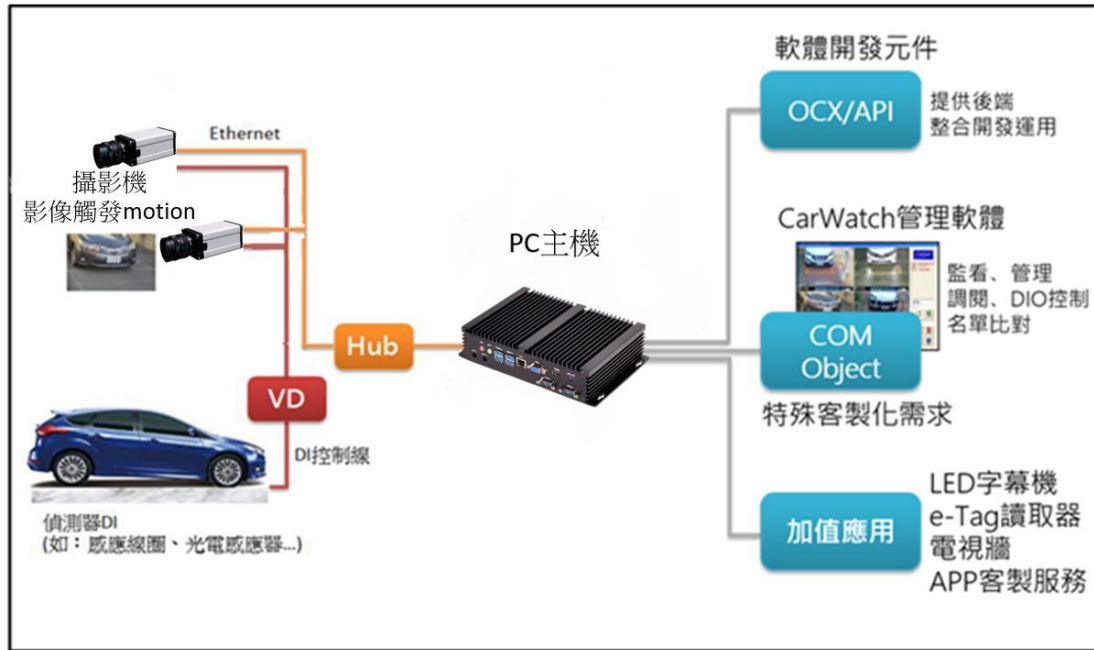 軟體開發元件
OCX/API
提供後端
整合開發運用
Ethernet
攝影機
影像觸發motion
CarWatch管理軟體
監看、管理
調閱、DIO控制
名單比對
PC主機
Hub
COM
Object
VD
特殊客製化需求
DI控制線
偵測器DI
(如：感應線圈、光電感應器...)
加值應用
LED字幕機
e-Tag讀取器
電視牆
APP客製服務